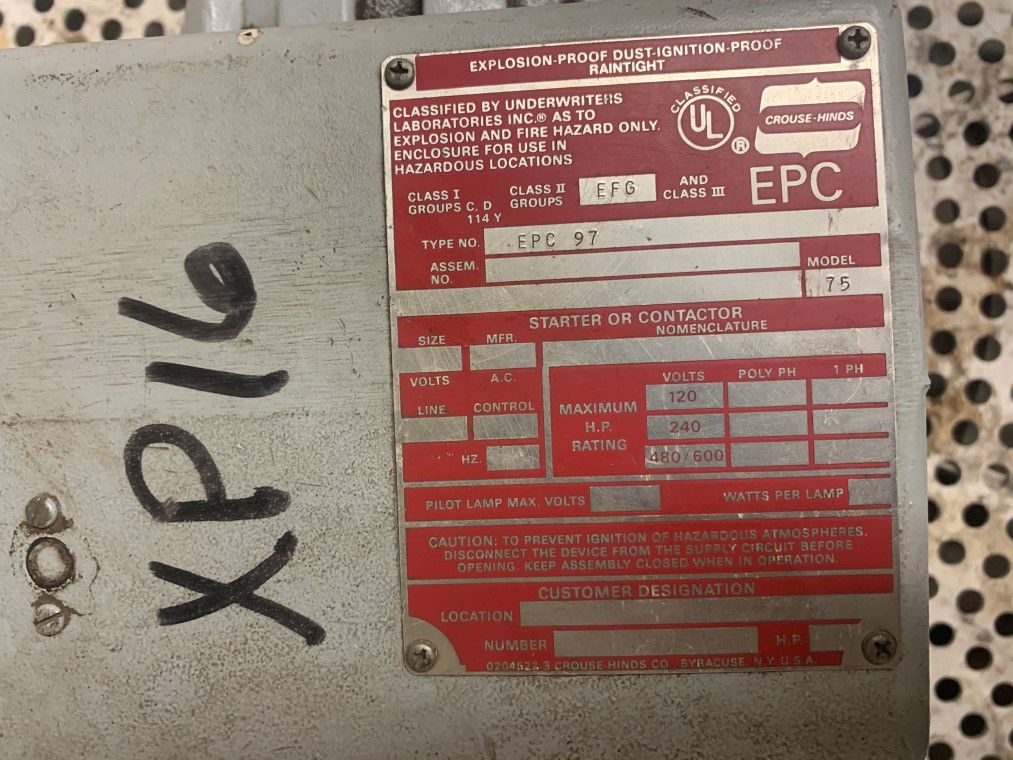 EXPLOSION-PROOF DUST-IGNITION-PROOF
RAINTIGHT
CLASSIFIED BY UNDERWRITERS
LABORATORIES INC.® AS TO
EXPLOSION AND FIRE HAZARD ONLY.
ENCLOSURE FOR USE IN
HAZARDOUS LOCATIONS
CLASSIFIED
UL
®
CROUSE-HINDS
EPC
CLASS I
GROUPS C, D
114 Y
CLASS II
GROUPS
EFG
AND
CLASS III
TYPE NO. EPC 97
ASSEM.
NO.
MODEL
75
STARTER OR CONTACTOR
NOMENCLATURE
SIZE MFR.
VOLTS A.C.
LINE CONTROL
HZ.
MAXIMUM
H.P.
RATING
VOLTS POLY PH 1 PH
120
240
480/600
PILOT LAMP MAX. VOLTS WATTS PER LAMP
CAUTION: TO PREVENT IGNITION OF HAZARDOUS ATMOSPHERES,
DISCONNECT THE DEVICE FROM THE SUPPLY CIRCUIT BEFORE
OPENING. KEEP ASSEMBLY CLOSED WHEN IN OPERATION.
CUSTOMER DESIGNATION
LOCATION
NUMBER H.P.
0204523 3 CROUSE-HINDS CO., SYRACUSE, N.Y. U.S.A.
XP16